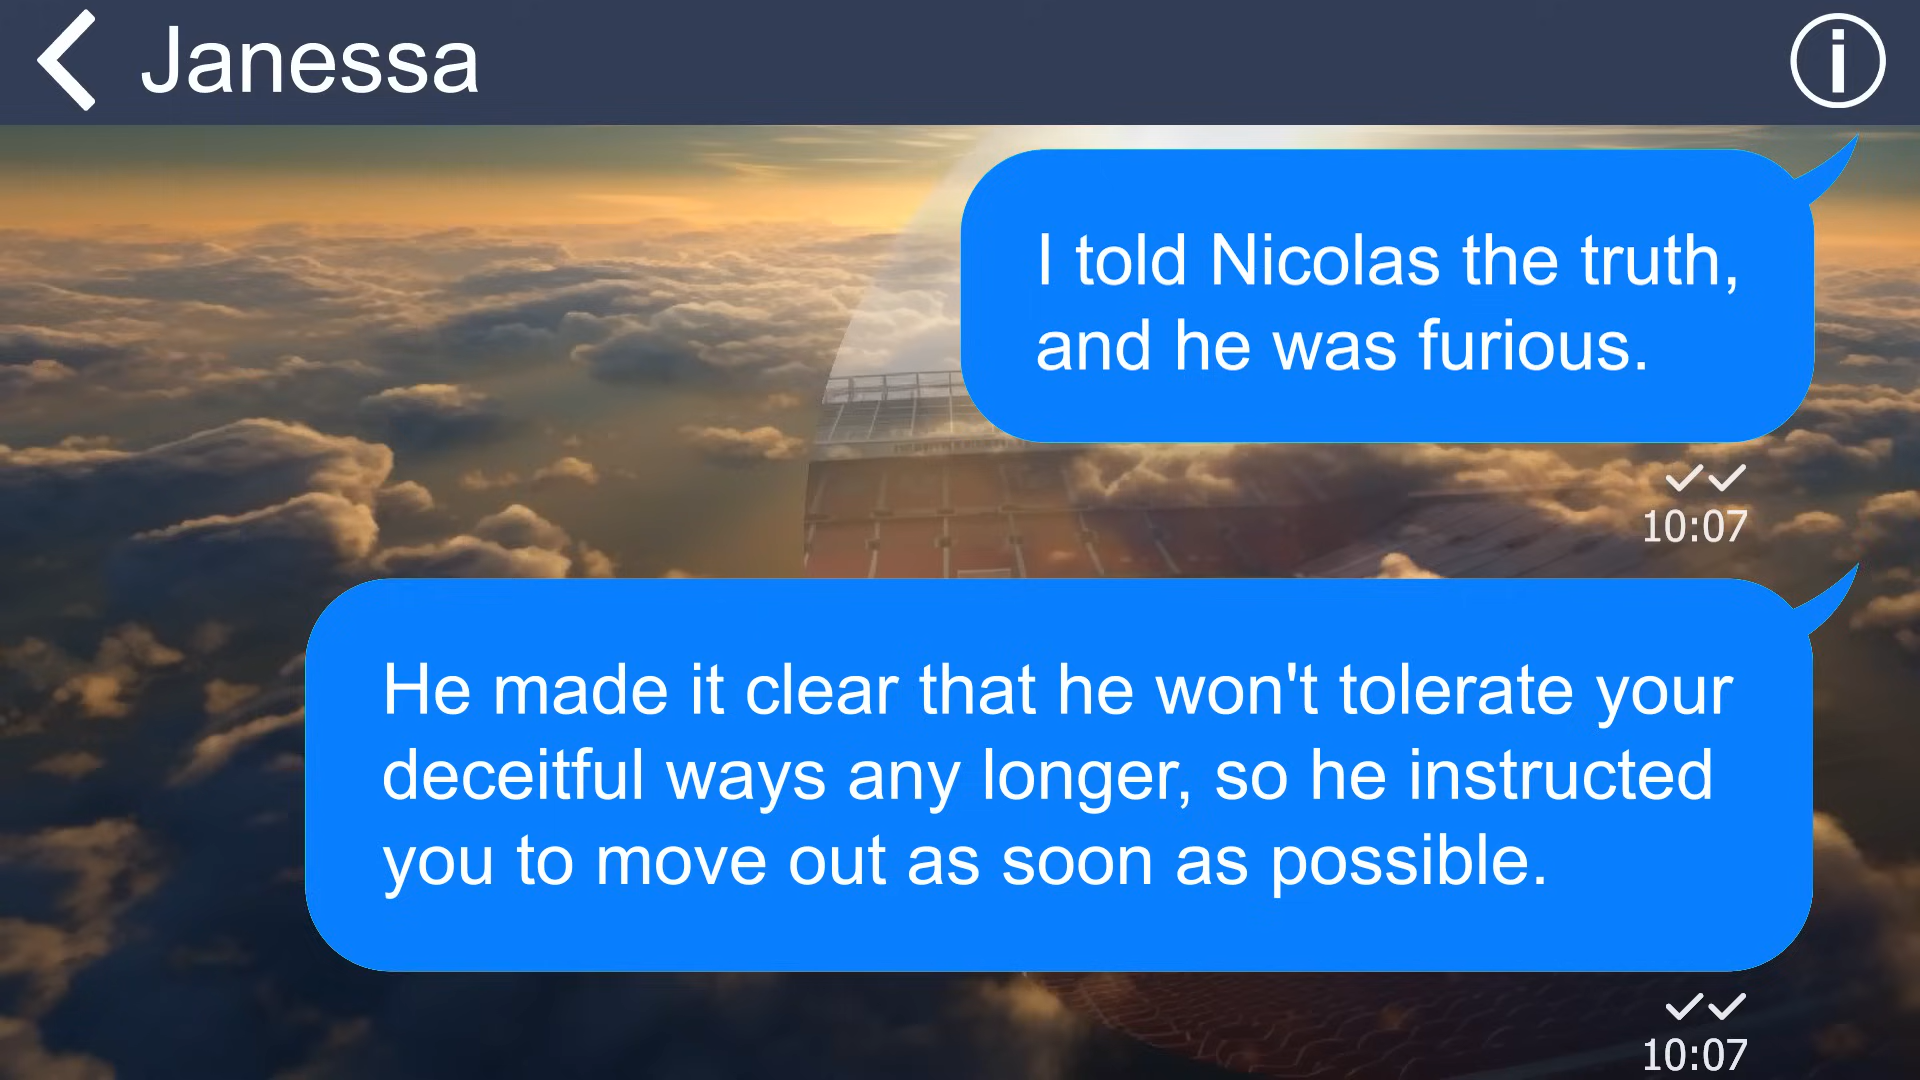 Janessa
I told Nicolas the truth,
and he was furious.
10:07
He made it clear that he won't tolerate your
deceitful ways any longer, so he instructed
you to move out as soon as possible.
10:07